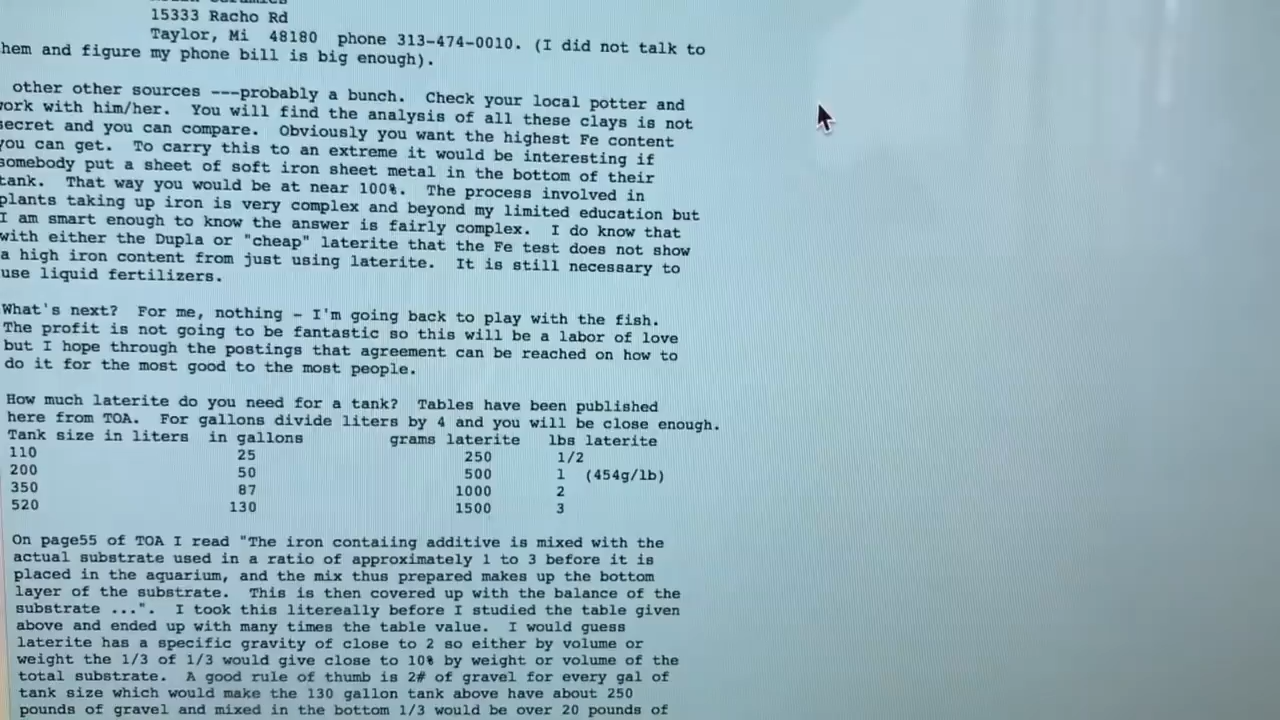 15333 Racho Rd
Taylor, Mi 48180 phone 313-474-0010. (I did not talk to
hem and figure my phone bill is big enough).
other other sources ---probably a bunch. Check your local potter and
ork with him/her. You will find the analysis of all these clays is not
secret and you can compare. Obviously you want the highest Fe content
you can get. To carry this to an extreme it would be interesting if
somebody put a sheet of soft iron sheet metal in the bottom of their
tank. That way you would be at near 100%. The process involved in
plants taking up iron is very complex and beyond my limited education but
I am smart enough to know the answer is fairly complex. I do know that
with either the Dupla or "cheap" laterite that the Fe test does not show
a high iron content from just using laterite. It is still necessary to
use liquid fertilizers.
What's next? For me, nothing - I'm going back to play with the fish.
The profit is not going to be fantastic so this will be a labor of love
but I hope through the postings that agreement can be reached on how to
do it for the most good to the most people.
How much laterite do you need for a tank? Tables have been published
here from TOA. For gallons divide liters by 4 and you will be close enough.
Tank size in liters in gallons grams laterite lbs laterite
110 25 250 1/2
200 50 500 1 (454g/lb)
350 87 1000 2
520 130 1500 3
On page55 of TOA I read "The iron contaiing additive is mixed with the
actual substrate used in a ratio of approximately 1 to 3 before it is
placed in the aquarium, and the mix thus prepared makes up the bottom
layer of the substrate. This is then covered up with the balance of the
substrate ...". I took this litereally before I studied the table given
above and ended up with many times the table value. I would guess
laterite has a specific gravity of close to 2 so either by volume or
weight the 1/3 of 1/3 would give close to 10% by weight or volume of the
total substrate. A good rule of thumb is 2# of gravel for every gal of
tank size which would make the 130 gallon tank above have about 250
pounds of gravel and mixed in the bottom 1/3 would be over 20 pounds of